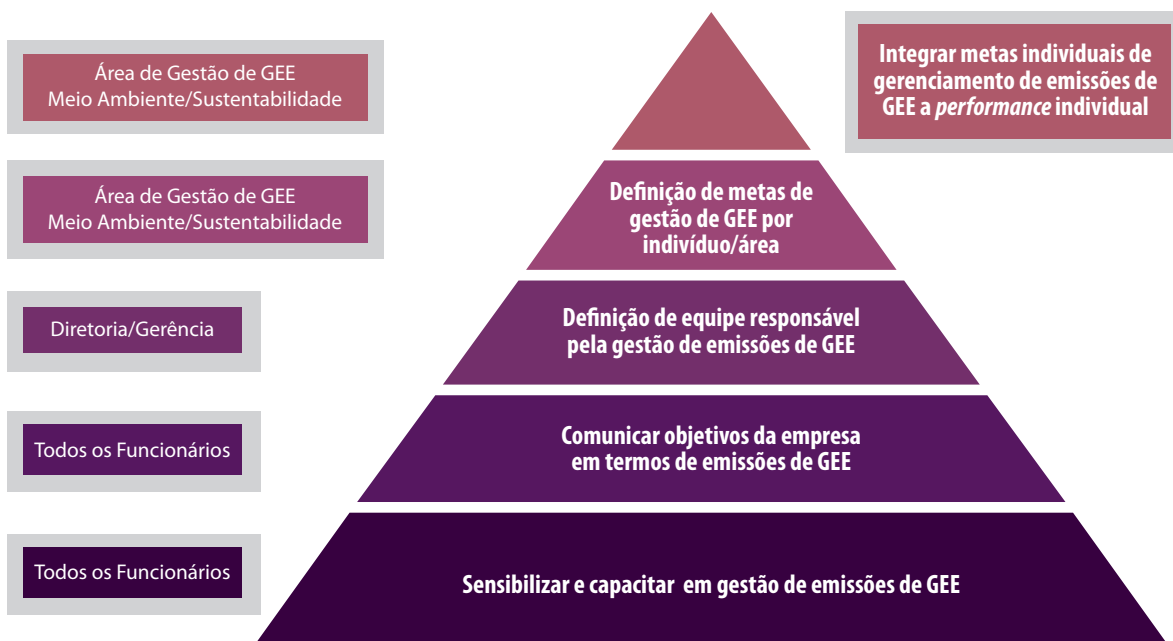 Área de Gestão de GEE
Meio Ambiente/Sustentabilidade
Integrar metas individuais de
gerenciamento de emissões de
GEE a performance individual
Área de Gestão de GEE
Meio Ambiente/Sustentabilidade
Definição de metas de
gestão de GEE por
indivíduo/área
Diretoria/Gerência
Definição de equipe responsável
pela gestão de emissões de GEE
Todos os Funcionários
Comunicar objetivos da empresa
em termos de emissões de GEE
Todos os Funcionários
Sensibilizar e capacitar em gestão de emissões de GEE